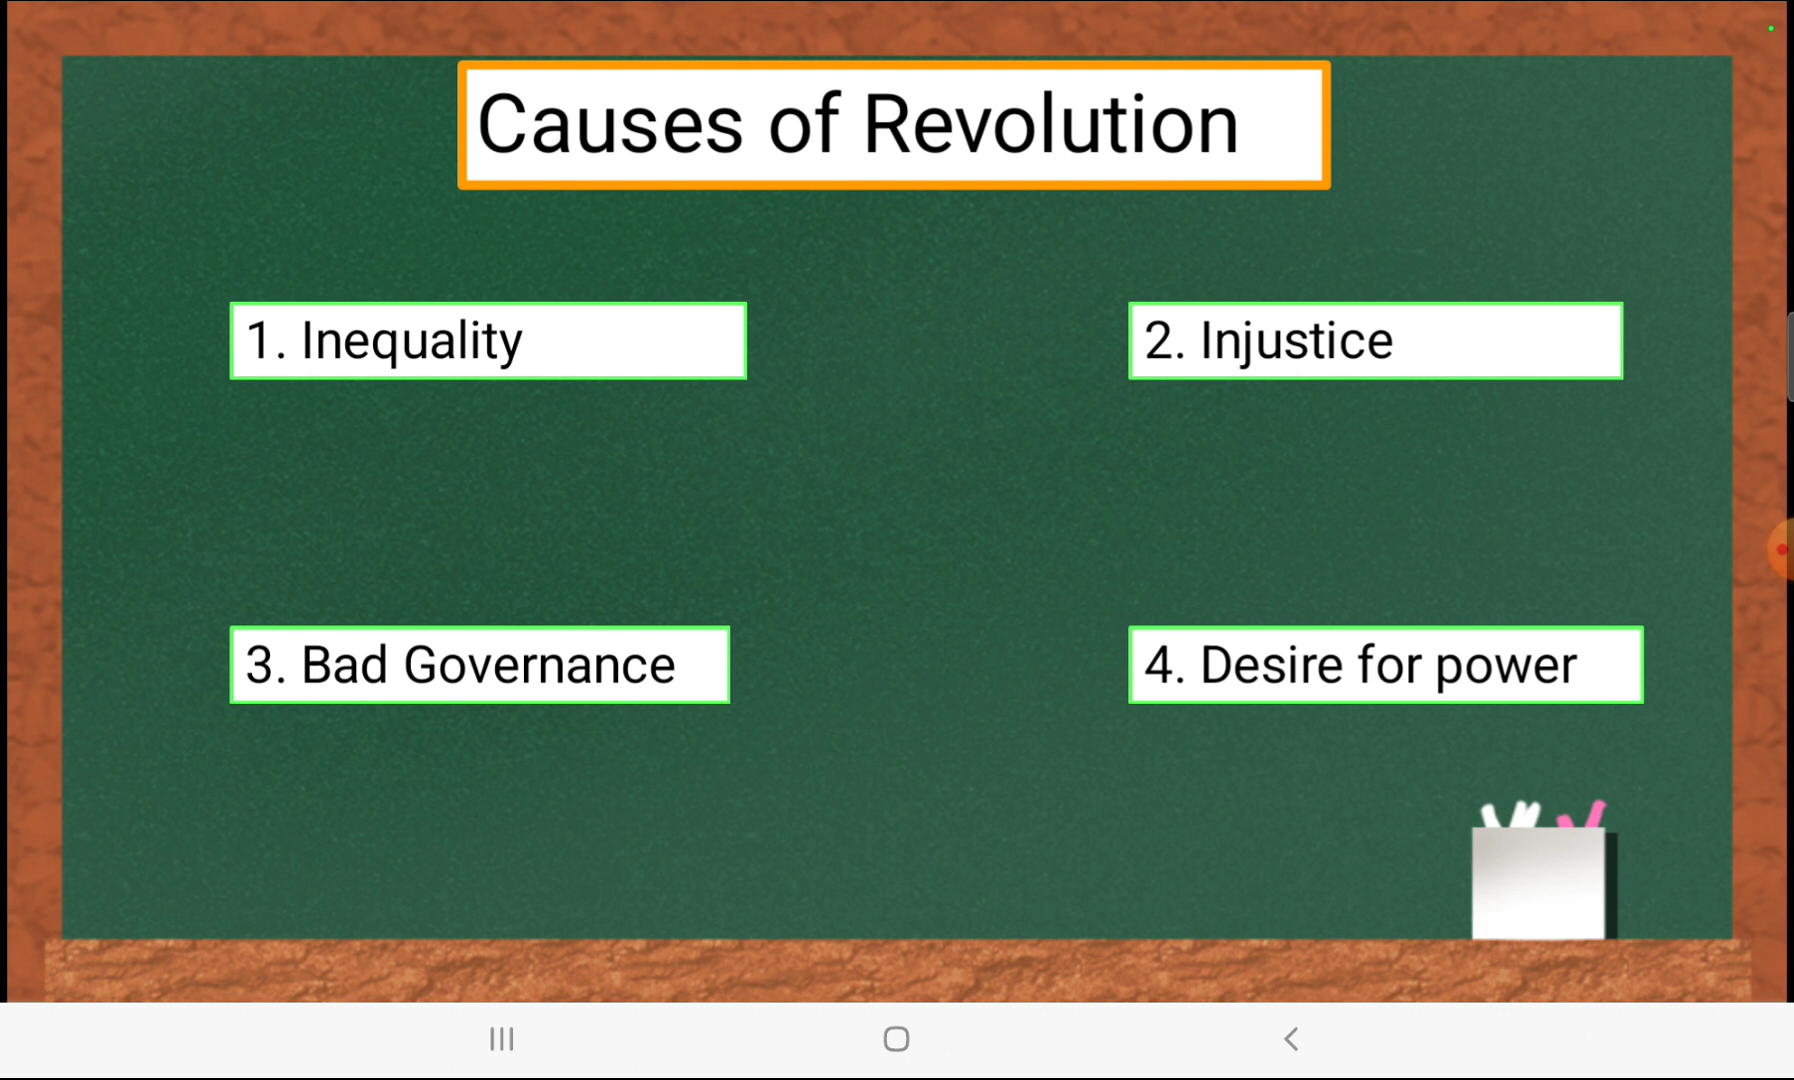 Causes of Revolution
1. Inequality
2. Injustice
3. Bad Governance
4. Desire for power